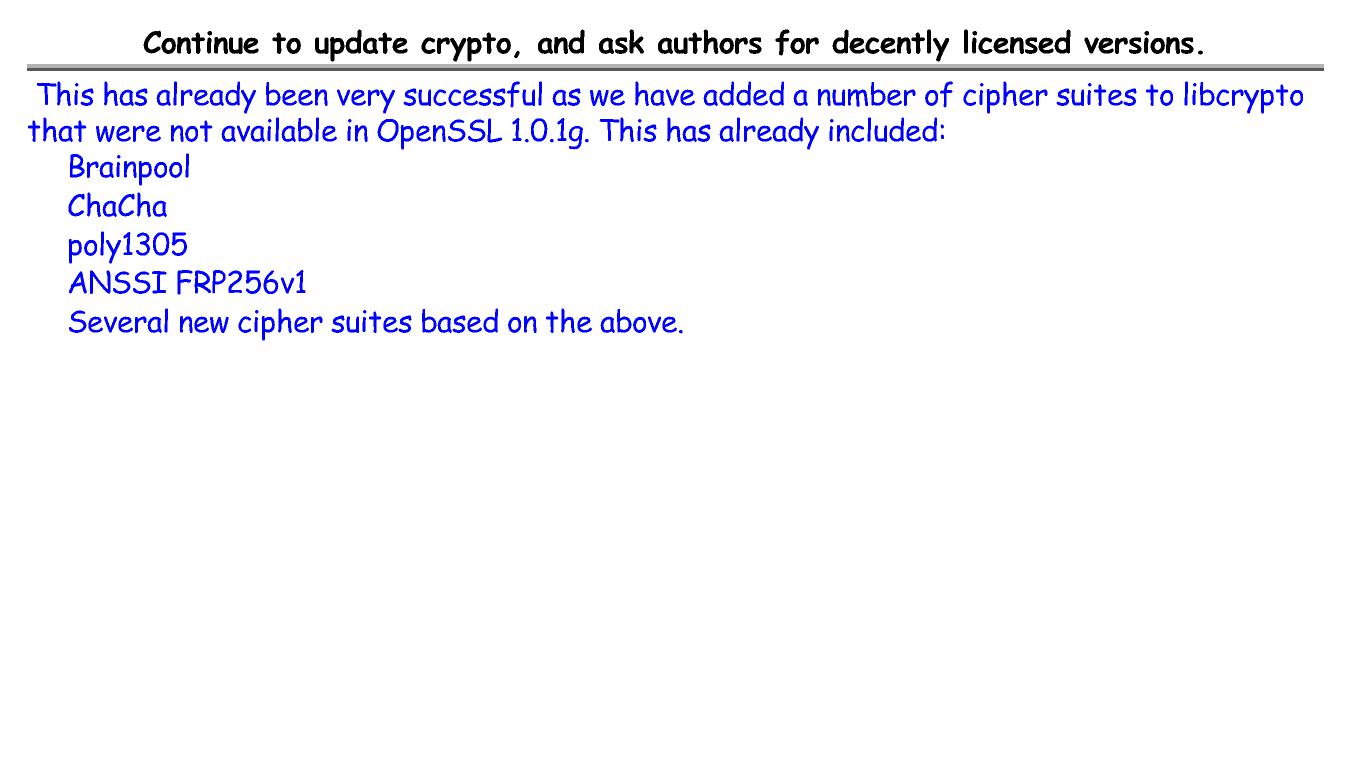 Continue to update crypto, and ask authors for decently licensed versions.
This has already been very successful as we have added a number of cipher suites to libcrypto
that were not available in OpenSSL 1.0.1g. This has already included:
Brainpool
ChaCha
poly1305
ANSSI FRP256v1
Several new cipher suites based on the above.